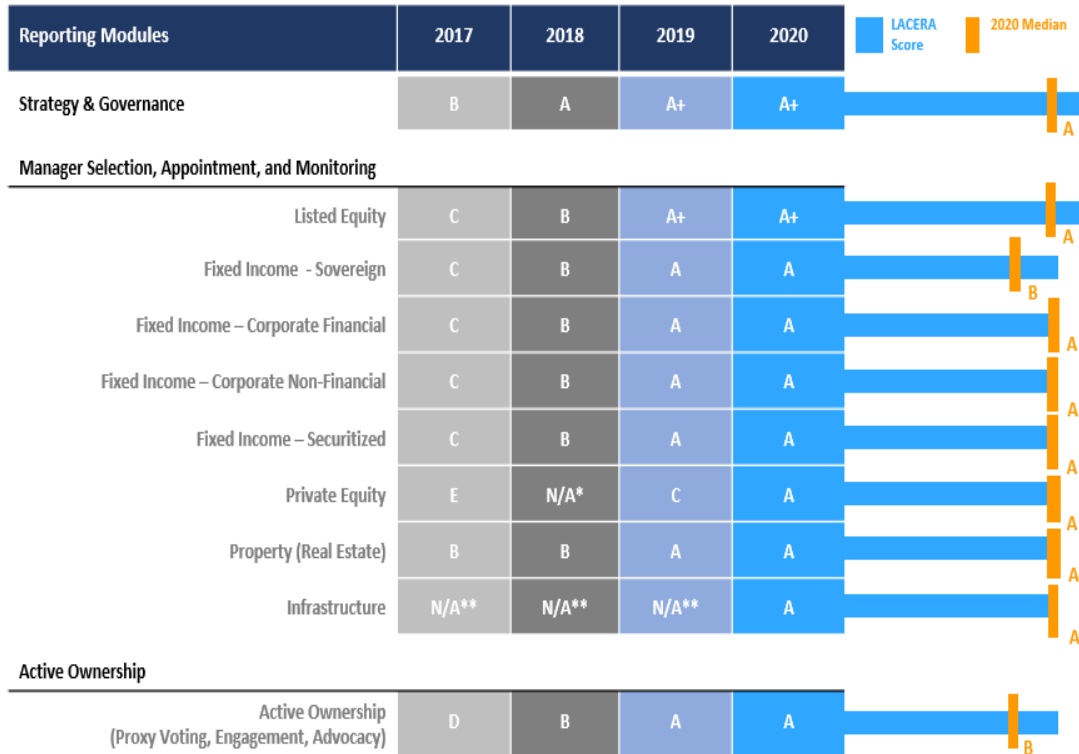 Reporting Modules 2017 2018 2019 2020 LACERA Score 2020 Median
Strategy & Governance B A A+ A+ A
Manager Selection, Appointment, and Monitoring
Listed Equity C B A+ A+ A
Fixed Income - Sovereign C B A A B
Fixed Income – Corporate Financial C B A A A
Fixed Income – Corporate Non-Financial C B A A A
Fixed Income – Securitized C B A A A
Private Equity E N/A* C A A
Property (Real Estate) B B A A A
Infrastructure N/A** N/A** N/A** A A
Active Ownership
Active Ownership
(Proxy Voting, Engagement, Advocacy) D B A A B